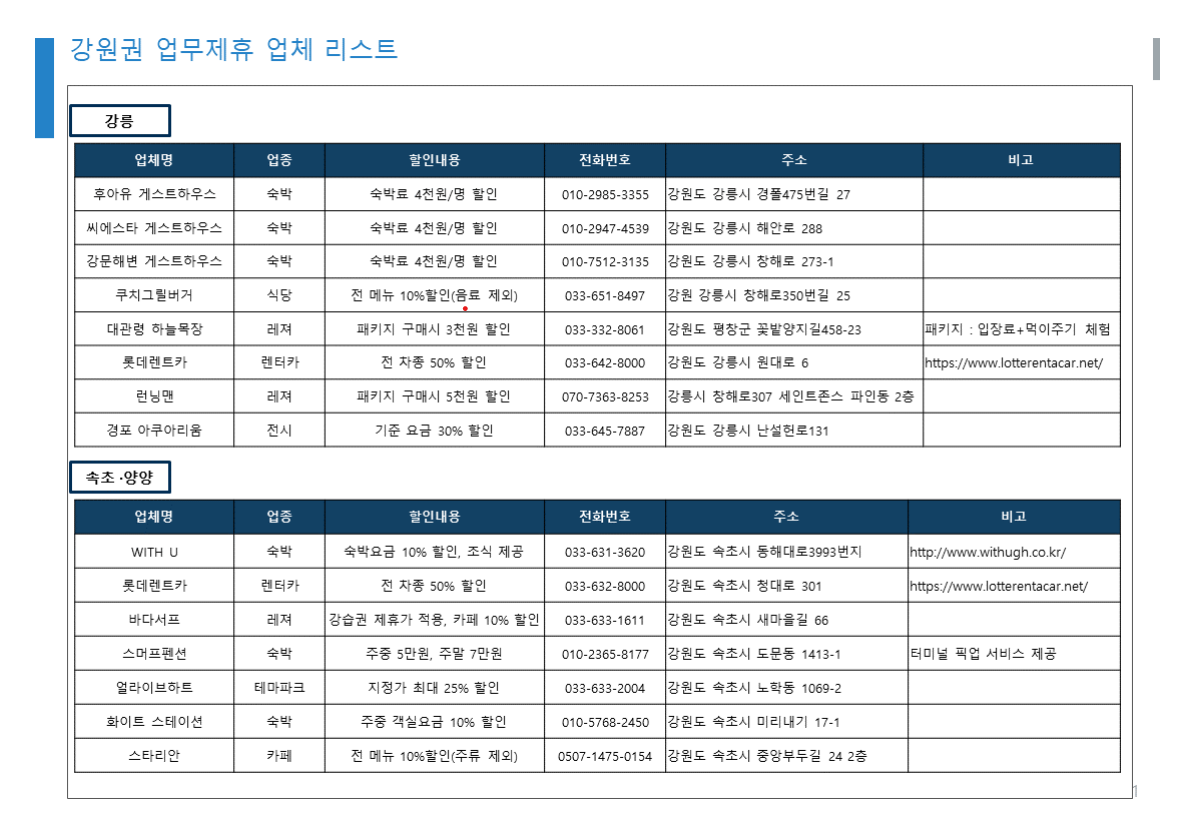 강원권 업무제휴 업체 리스트
강릉
업체명 업종 할인내용 전화번호 주소 비고
후아유 게스트하우스 숙박 숙박료 4천원/명 할인 010-2985-3355 강원도 강릉시 경폴475번길 27
씨에스타 게스트하우스 숙박 숙박료 4천원/명 할인 010-2947-4539 강원도 강릉시 해안로 288
강문해변 게스트하우스 숙박 숙박료 4천원/명 할인 010-7512-3135 강원도 강릉시 창해로 273-1
쿠치그릴버거 식당 전 메뉴 10%할인(음료 제외) 033-651-8497 강원 강릉시 창해로350번길 25
대관령 하늘목장 레져 패키지 구매시 3천원 할인 033-332-8061 강원도 평창군 꽃밭양지길458-23 패키지 : 입장료+먹이주기 체험
롯데렌트카 렌터카 전 차종 50% 할인 033-642-8000 강원도 강릉시 원대로 6 https://www.lotterentacar.net/
런닝맨 레져 패키지 구매시 5천원 할인 070-7363-8253 강릉시 창해로307 세인트존스 파인동 2층
경포 아쿠아리움 전시 기준 요금 30% 할인 033-645-7887 강원도 강릉시 난설헌로131
속초 ·양양
업체명 업종 할인내용 전화번호 주소 비고
WITH U 숙박 숙박요금 10% 할인, 조식 제공 033-631-3620 강원도 속초시 동해대로3993번지 http://www.withugh.co.kr/
롯데렌트카 렌터카 전 차종 50% 할인 033-632-8000 강원도 속초시 청대로 301 https://www.lotterentacar.net/
바다서프 레져 강습권 제휴가 적용, 카페 10% 할인 033-633-1611 강원도 속초시 새마을길 66
스머프펜션 숙박 주중 5만원, 주말 7만원 010-2365-8177 강원도 속초시 도문동 1413-1 터미널 픽업 서비스 제공
얼라이브하트 테마파크 지정가 최대 25% 할인 033-633-2004 강원도 속초시 노학동 1069-2
화이트 스테이션 숙박 주중 객실요금 10% 할인 010-5768-2450 강원도 속초시 미리내기 17-1
스타리안 카페 전 메뉴 10%할인(주류 제외) 0507-1475-0154 강원도 속초시 중앙부두길 24 2층
1